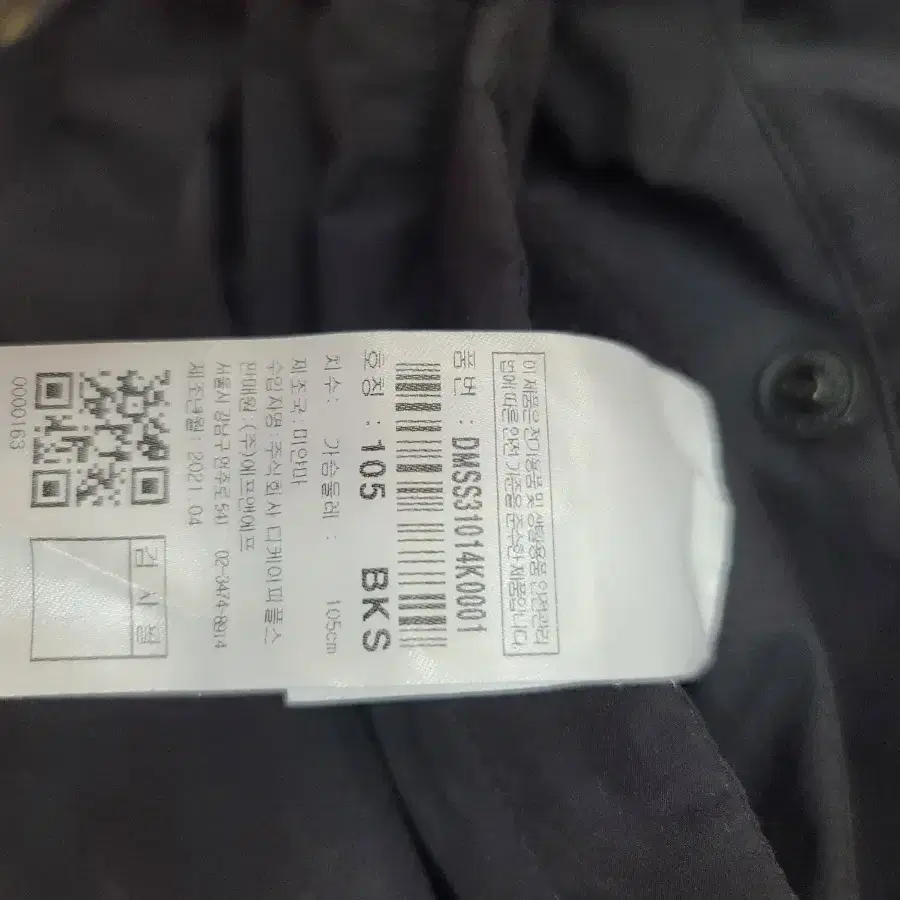 이 제품은 전기용품 및 생활용품 안전관리
법에 따른 안전기준을 준수한 제품입니다.
품번 : DMSS31014K0001
호칭 : 105 BKS
치수 : 가슴둘레 : 105cm
제조국 : 미얀마
수입자명 : 주식회사 디케이피플스
판매원 : (주)에프앤에프
서울시 강남구 언주로 541 02-3474-8914
제조년월 : 2021.04
검사필
0000163